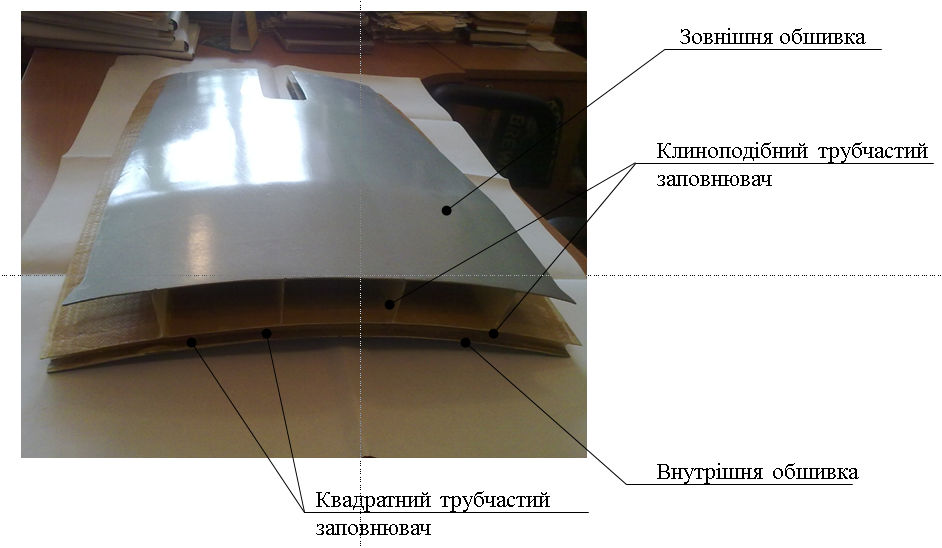 Зовнішня обшивка
Клиноподібний трубчастий
заповнювач
Внутрішня обшивка
Квадратний трубчастий
заповнювач